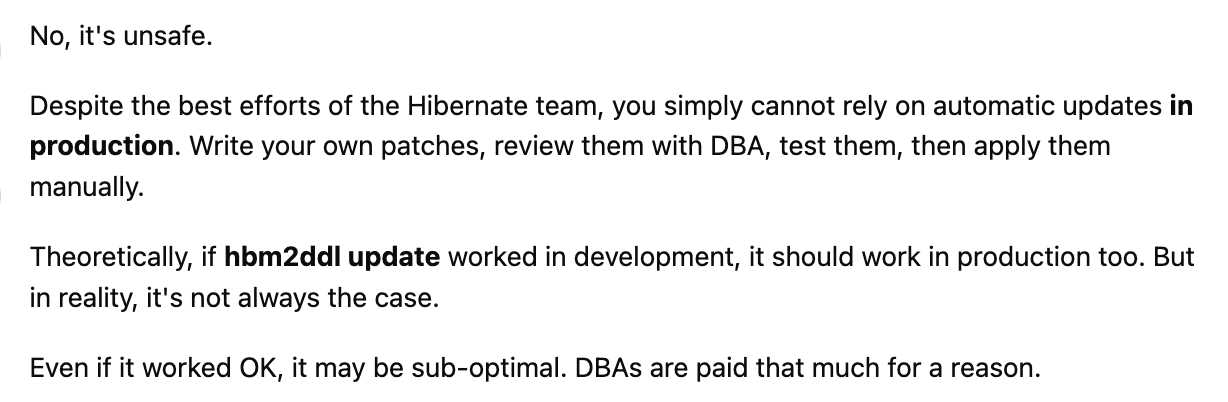 No, it's unsafe.
Despite the best efforts of the Hibernate team, you simply cannot rely on automatic updates in
production. Write your own patches, review them with DBA, test them, then apply them
manually.
Theoretically, if hbm2ddl update worked in development, it should work in production too. But
in reality, it's not always the case.
Even if it worked OK, it may be sub-optimal. DBAs are paid that much for a reason.